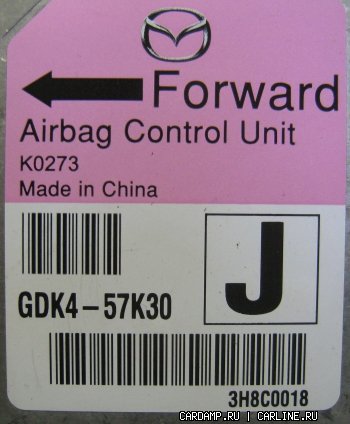 Forward
Airbag Control Unit
K0273
Made in China
GDK4-57K30
J
3H8C0018
CARDAMP.RU | CARLINE.RU